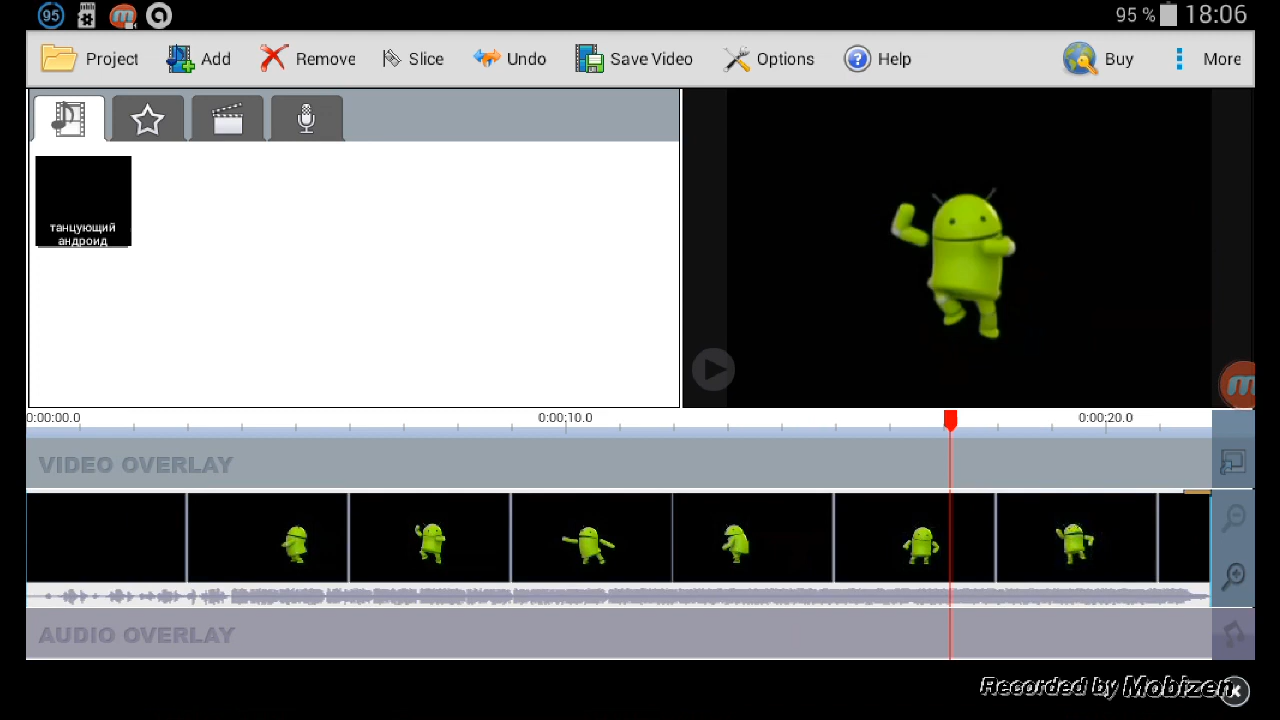 95
95 %
18:06
Project
Add
Remove
Slice
Undo
Save Video
Options
Help
Buy
More
танцующий
андроид
0:00:00.0
0:00:10.0
0:00:20.0
VIDEO OVERLAY
AUDIO OVERLAY
Recorded by Mobizen